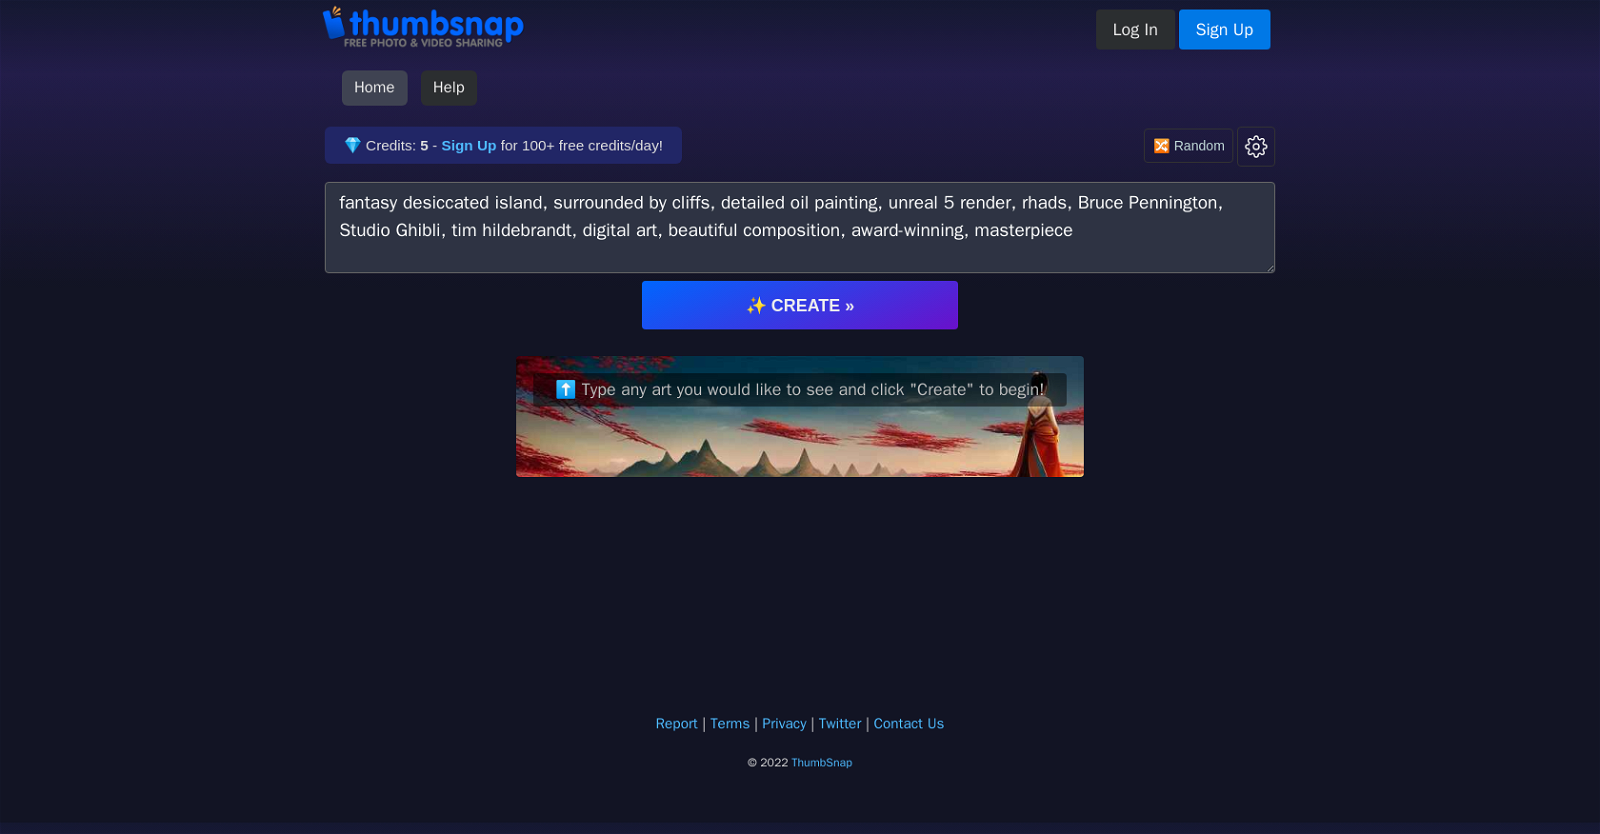 thumbsnap
FREE PHOTO & VIDEO SHARING
Log In
Sign Up
Home
Help
💎 Credits: 5 - Sign Up for 100+ free credits/day!
🔀 Random
fantasy desiccated island, surrounded by cliffs, detailed oil painting, unreal 5 render, rhads, Bruce Pennington,
Studio Ghibli, tim hildebrandt, digital art, beautiful composition, award-winning, masterpiece
✨ CREATE »
⬆️ Type any art you would like to see and click "Create" to begin!
Report | Terms | Privacy | Twitter | Contact Us
© 2022 ThumbSnap